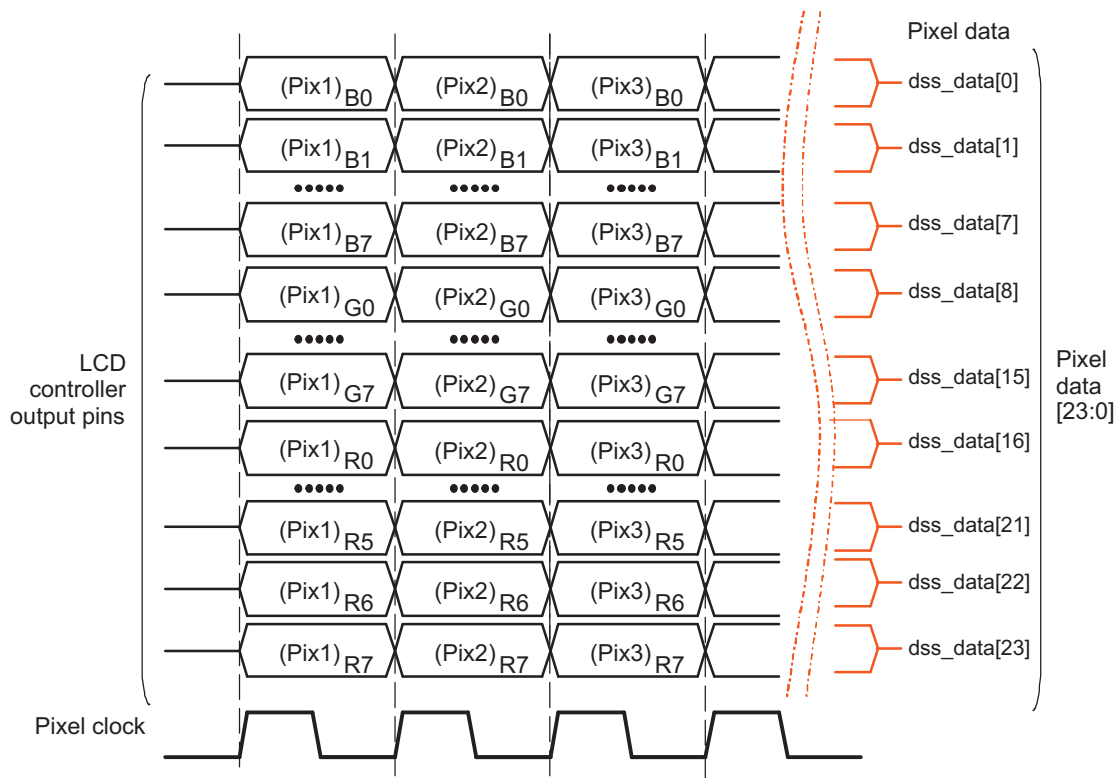 Pixel data
(Pix1)B0 (Pix2)B0 (Pix3)B0 dss_data[0]
(Pix1)B1 (Pix2)B1 (Pix3)B1 dss_data[1]
••••• ••••• •••••
(Pix1)B7 (Pix2)B7 (Pix3)B7 dss_data[7]
(Pix1)G0 (Pix2)G0 (Pix3)G0 dss_data[8]
••••• ••••• •••••
LCD
controller
output pins
(Pix1)G7 (Pix2)G7 (Pix3)G7 dss_data[15]
Pixel
data
[23:0]
(Pix1)R0 (Pix2)R0 (Pix3)R0 dss_data[16]
••••• ••••• •••••
(Pix1)R5 (Pix2)R5 (Pix3)R5 dss_data[21]
(Pix1)R6 (Pix2)R6 (Pix3)R6 dss_data[22]
(Pix1)R7 (Pix2)R7 (Pix3)R7 dss_data[23]
Pixel clock